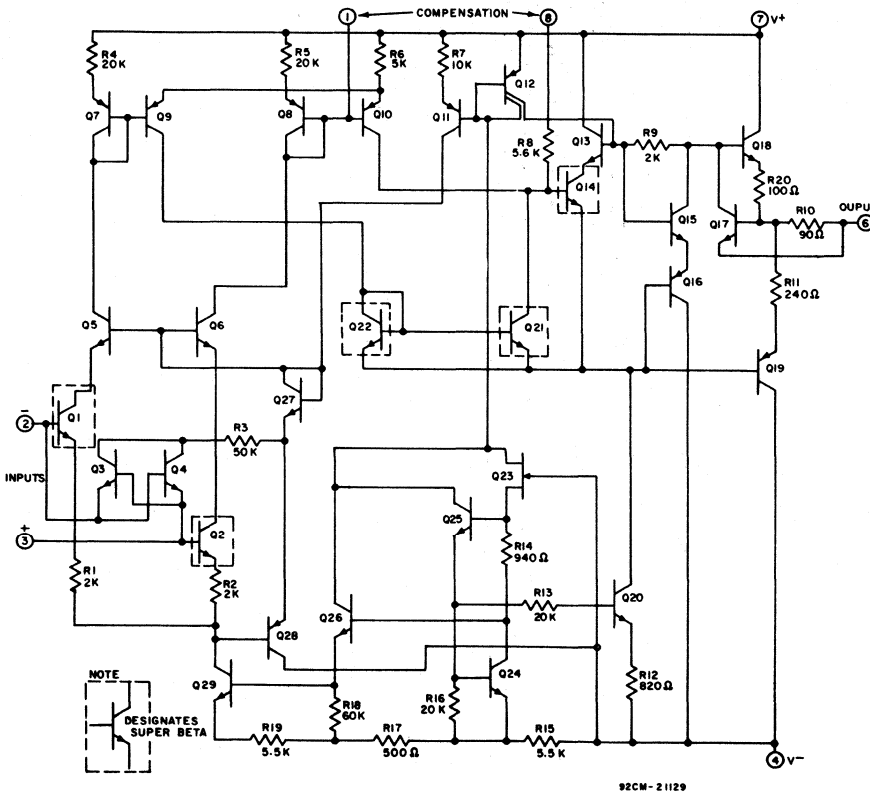 ① COMPENSATION ⑧
⑦ V+
R4 20K
R5 20K
R6 5K
R7 10K
Q12
Q7
Q9
Q8
Q10
Q11
R8 5.6K
Q13
R9 2K
Q18
Q14
R20 100Ω
Q15
Q17
R10 90Ω
OUPUT
⑥
Q16
R11 240Ω
Q5
Q6
Q22
Q21
Q19
Q27
Q1
− ②
R3 50K
Q3
Q4
Q23
INPUTS
Q25
+ ③
Q2
R14 940Ω
R1 2K
R2 2K
R13 20K
Q20
Q26
Q28
Q29
Q24
R12 820Ω
NOTE
DESIGNATES
SUPER BETA
R18 60K
R16 20K
R19 5.5K
R17 500Ω
R15 5.5K
④ V−
92CM-21129